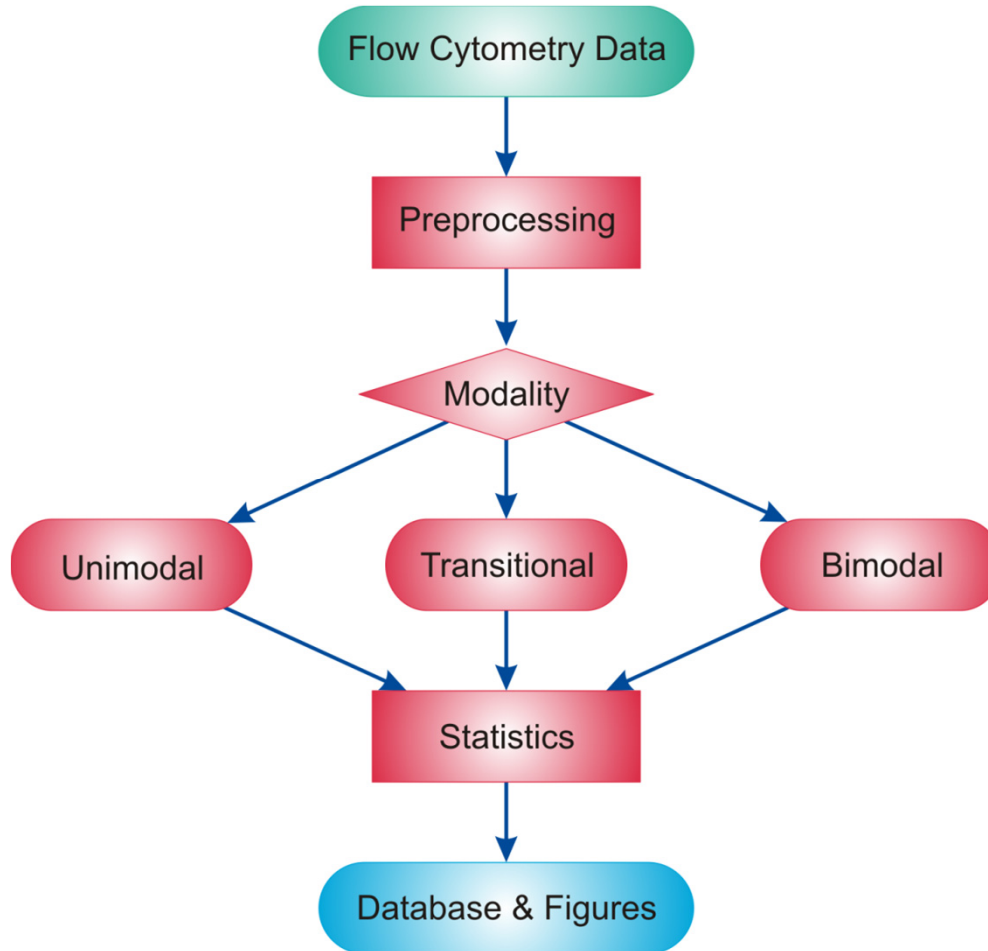 Flow Cytometry Data
Preprocessing
Modality
Unimodal
Transitional
Bimodal
Statistics
Database & Figures